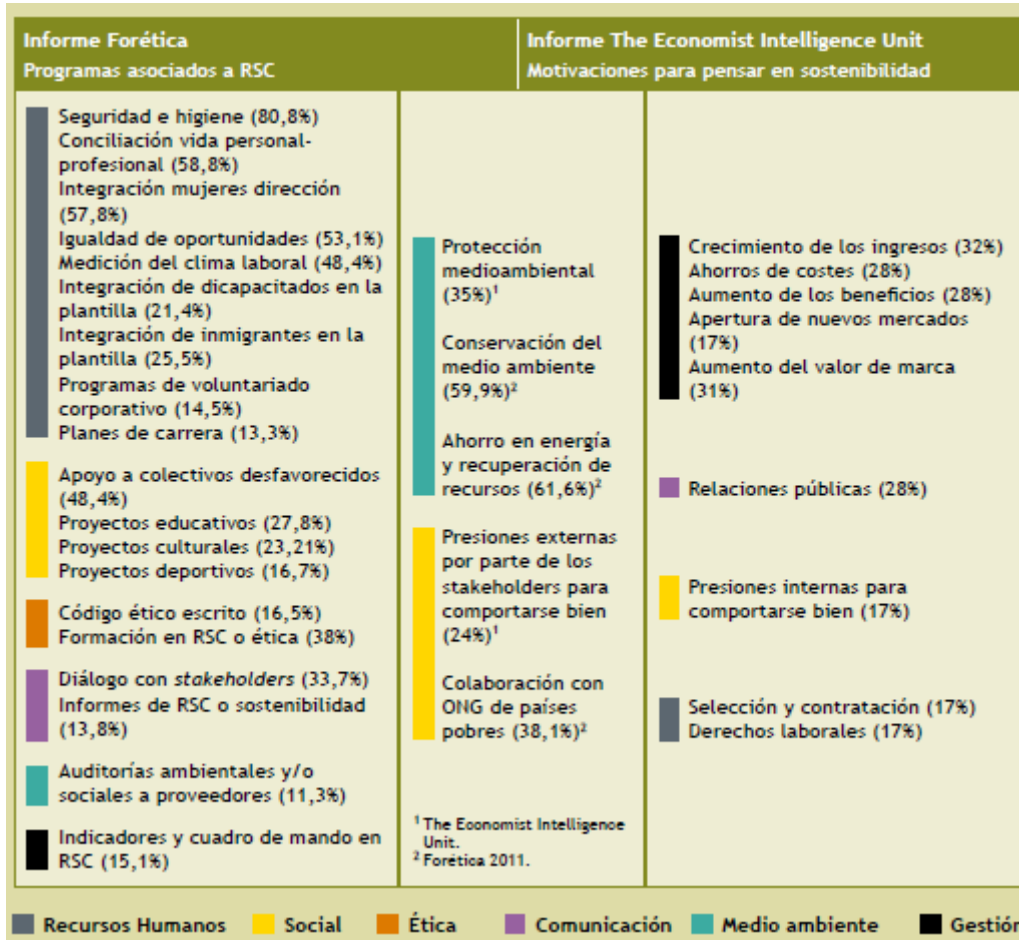 Informe Forética
Programas asociados a RSC
Informe The Economist Intelligence Unit
Motivaciones para pensar en sostenibilidad
Seguridad e higiene (80,8%)
Conciliación vida personal-
profesional (58,8%)
Integración mujeres dirección
(57,8%)
Igualdad de oportunidades (53,1%)
Medición del clima laboral (48,4%)
Integración de dicapacitados en la
plantilla (21,4%)
Integración de inmigrantes en la
plantilla (25,5%)
Programas de voluntariado
corporativo (14,5%)
Planes de carrera (13,3%)
Apoyo a colectivos desfavorecidos
(48,4%)
Proyectos educativos (27,8%)
Proyectos culturales (23,21%)
Proyectos deportivos (16,7%)
Código ético escrito (16,5%)
Formación en RSC o ética (38%)
Diálogo con stakeholders (33,7%)
Informes de RSC o sostenibilidad
(13,8%)
Auditorías ambientales y/o
sociales a proveedores (11,3%)
Indicadores y cuadro de mando en
RSC (15,1%)
Protección
medioambiental
(35%)¹
Conservación del
medio ambiente
(59,9%)²
Ahorro en energía
y recuperación de
recursos (61,6%)²
Presiones externas
por parte de los
stakeholders para
comportarse bien
(24%)¹
Colaboración con
ONG de países
pobres (38,1%)²
¹ The Economist Intelligence
Unit.
² Forética 2011.
Crecimiento de los ingresos (32%)
Ahorros de costes (28%)
Aumento de los beneficios (28%)
Apertura de nuevos mercados
(17%)
Aumento del valor de marca
(31%)
Relaciones públicas (28%)
Presiones internas para
comportarse bien (17%)
Selección y contratación (17%)
Derechos laborales (17%)
Recursos Humanos Social Ética Comunicación Medio ambiente Gestión